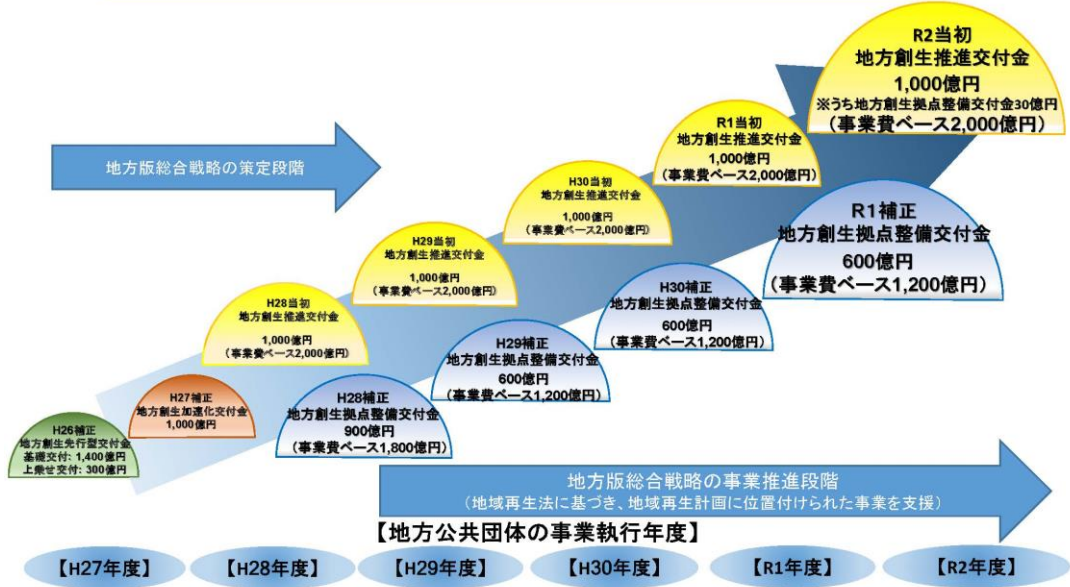 R2当初
地方創生推進交付金
1,000億円
※うち地方創生拠点整備交付金30億円
(事業費ベース2,000億円)
R1当初
地方創生推進交付金
1,000億円
(事業費ベース2,000億円)
地方版総合戦略の策定段階
H30当初
地方創生推進交付金
1,000億円
(事業費ベース2,000億円)
R1補正
地方創生拠点整備交付金
600億円
(事業費ベース1,200億円)
H29当初
地方創生推進交付金
1,000億円
(事業費ベース2,000億円)
H30補正
地方創生拠点整備交付金
600億円
(事業費ベース1,200億円)
H28当初
地方創生推進交付金
1,000億円
(事業費ベース2,000億円)
H29補正
地方創生拠点整備交付金
600億円
(事業費ベース1,200億円)
H27補正
地方創生加速化交付金
1,000億円
H28補正
地方創生拠点整備交付金
900億円
(事業費ベース1,800億円)
H26補正
地方創生先行型交付金
基礎交付: 1,400億円
上乗せ交付: 300億円
地方版総合戦略の事業推進段階
(地域再生法に基づき、地域再生計画に位置付けられた事業を支援)
【地方公共団体の事業執行年度】
【H27年度】 【H28年度】 【H29年度】 【H30年度】 【R1年度】 【R2年度】